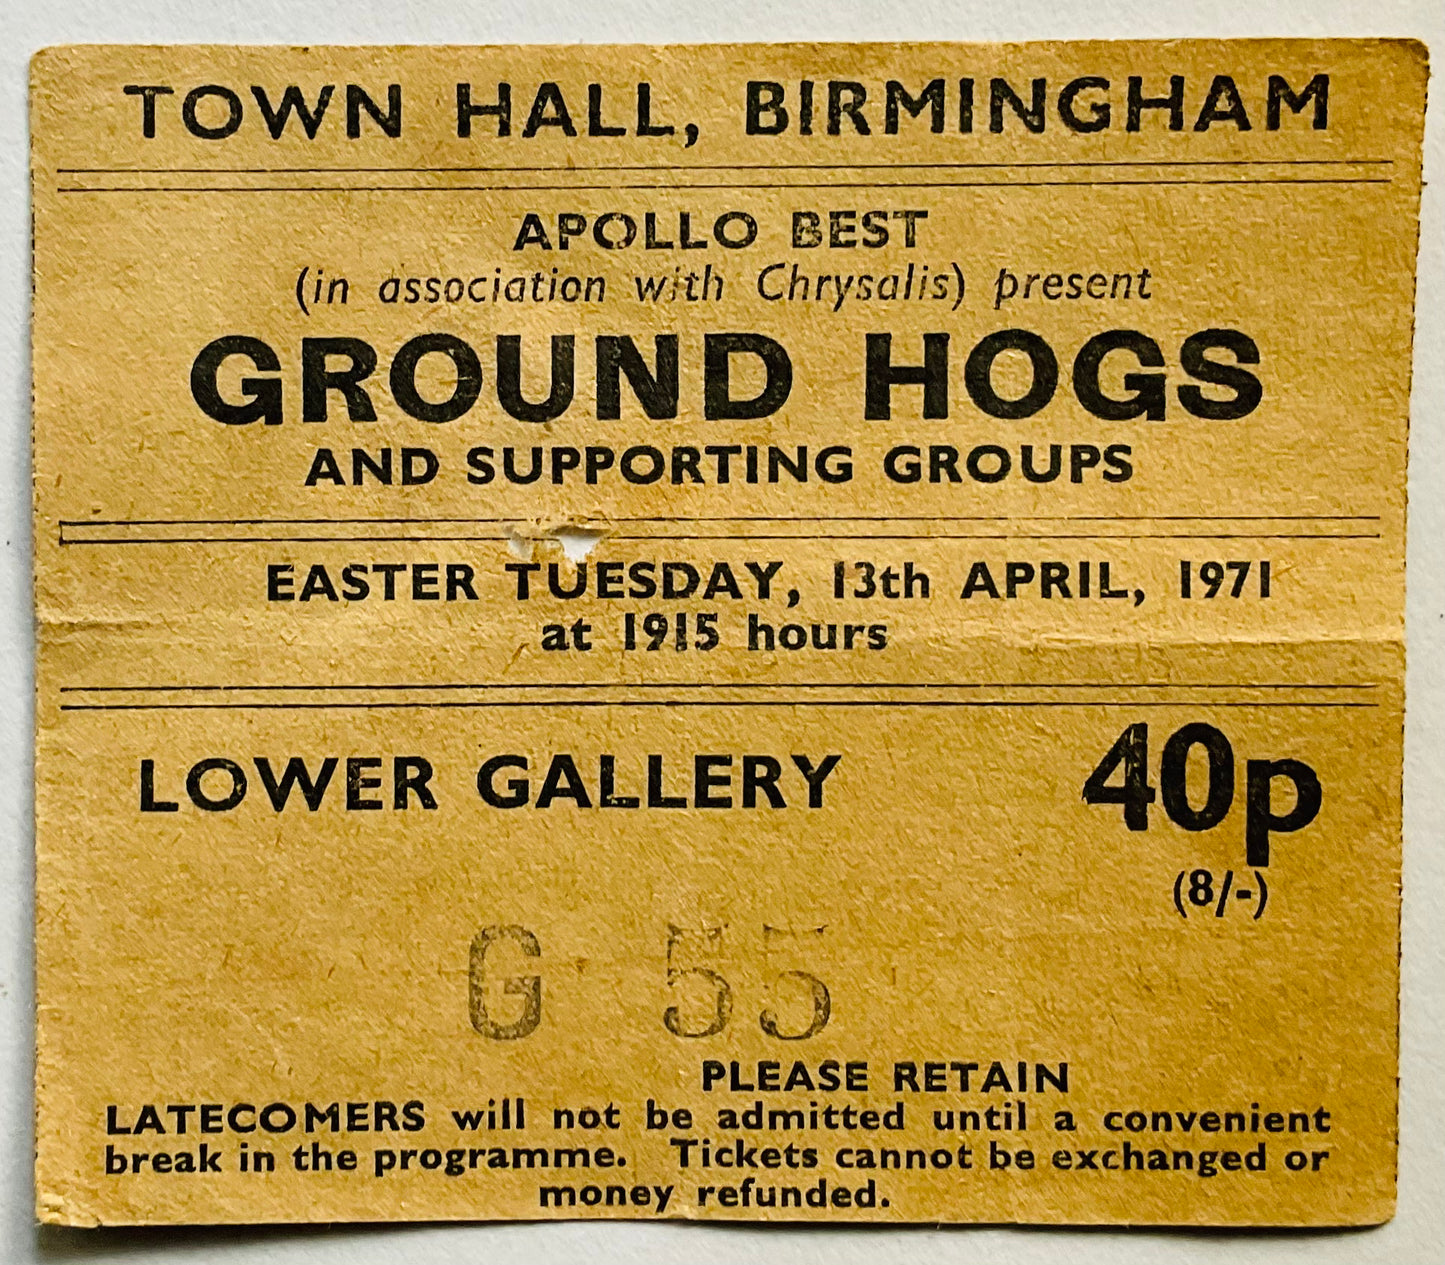 TOWN HALL, BIRMINGHAM
APOLLO BEST
(in association with Chrysalis) present
GROUND HOGS
AND SUPPORTING GROUPS
EASTER TUESDAY, 13th APRIL, 1971
at 1915 hours
LOWER GALLERY 40p
(8/-)
G 55
PLEASE RETAIN
LATECOMERS will not be admitted until a convenient
break in the programme. Tickets cannot be exchanged or
money refunded.